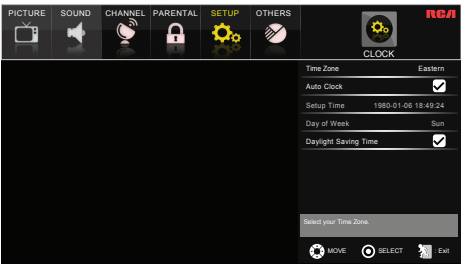 PICTURE SOUND CHANNEL PARENTAL SETUP OTHERS
RCA
CLOCK
Time Zone Eastern
Auto Clock
Setup Time 1980-01-06 18:49:24
Day of Week Sun
Daylight Saving Time
Select your Time Zone.
MOVE SELECT : Exit